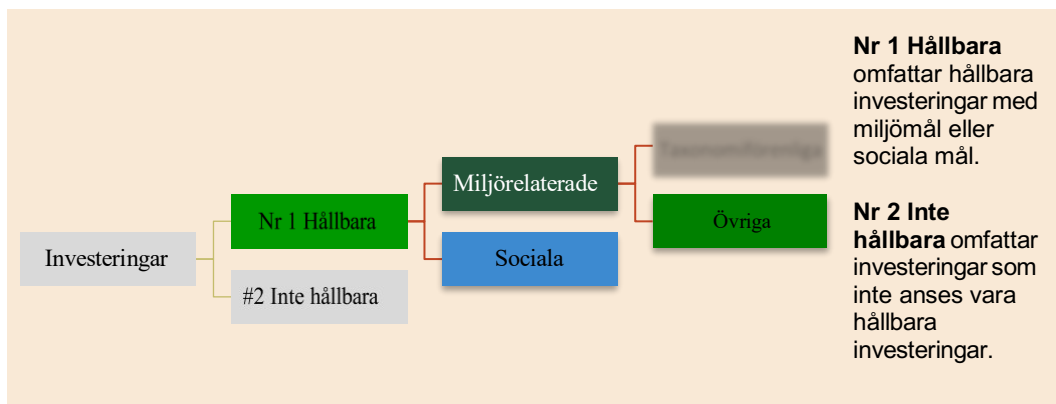 Investeringar
Nr 1 Hållbara
#2 Inte hållbara
Miljörelaterade
Sociala
Övriga
Nr 1 Hållbara
omfattar hållbara
investeringar med
miljömål eller
sociala mål.
Nr 2 Inte
hållbara omfattar
investeringar som
inte anses vara
hållbara
investeringar.